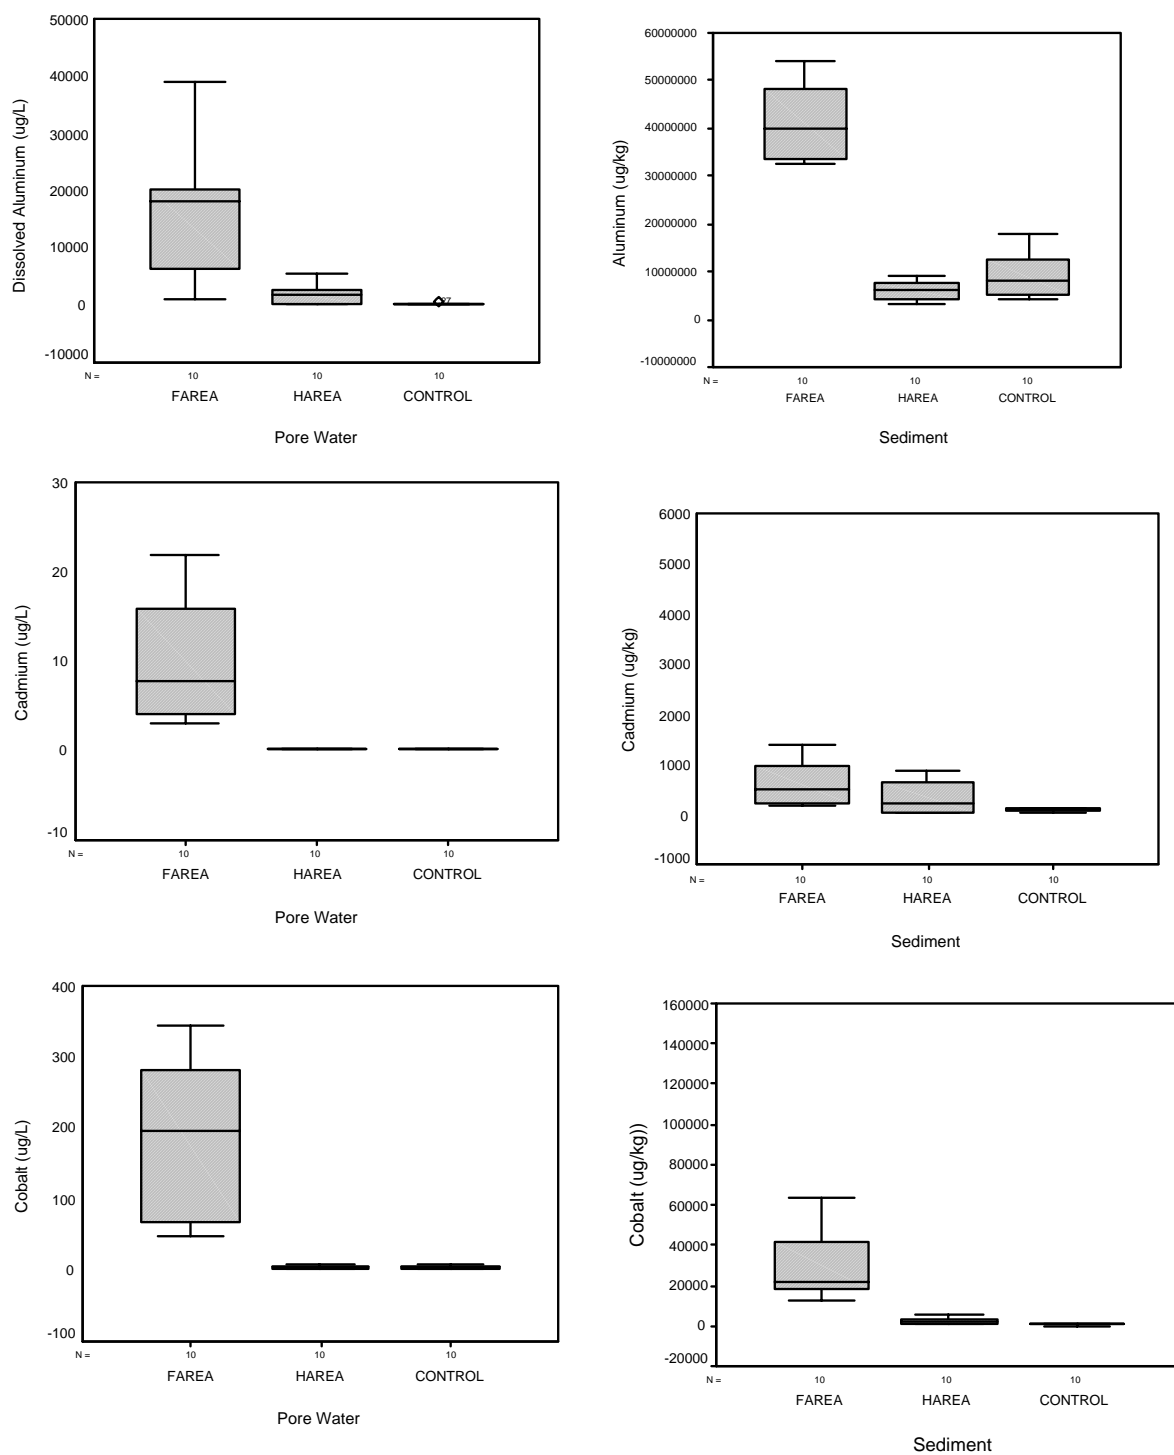 Dissolved Aluminum (ug/L)
50000
40000
30000
20000
10000
0
-10000
27
N = 10 10 10
FAREA HAREA CONTROL
Pore Water
Aluminum (ug/kg)
60000000
50000000
40000000
30000000
20000000
10000000
0
-10000000
N = 10 10 10
FAREA HAREA CONTROL
Sediment
Cadmium (ug/L)
30
20
10
0
-10
N = 10 10 10
FAREA HAREA CONTROL
Pore Water
Cadmium (ug/kg)
6000
5000
4000
3000
2000
1000
0
-1000
N = 10 10 10
FAREA HAREA CONTROL
Sediment
Cobalt (ug/L)
400
300
200
100
0
-100
N = 10 10 10
FAREA HAREA CONTROL
Pore Water
Cobalt (ug/kg))
160000
140000
120000
100000
80000
60000
40000
20000
0
-20000
N = 10 10 10
FAREA HAREA CONTROL
Sediment